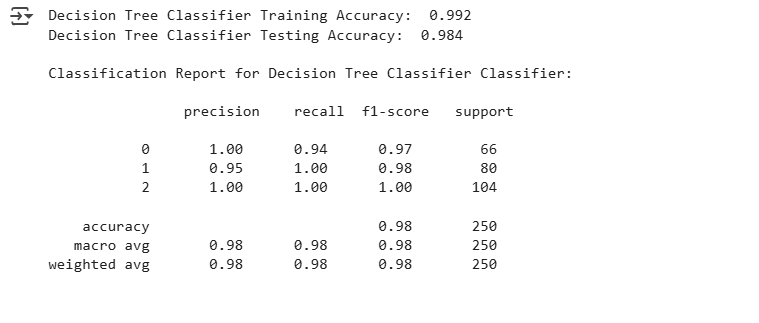 Decision Tree Classifier Training Accuracy:  0.992
Decision Tree Classifier Testing Accuracy:  0.984
Classification Report for Decision Tree Classifier Classifier:
precision    recall  f1-score   support
0       1.00      0.94      0.97        66
1       0.95      1.00      0.98        80
2       1.00      1.00      1.00       104
accuracy                           0.98       250
macro avg       0.98      0.98      0.98       250
weighted avg       0.98      0.98      0.98       250